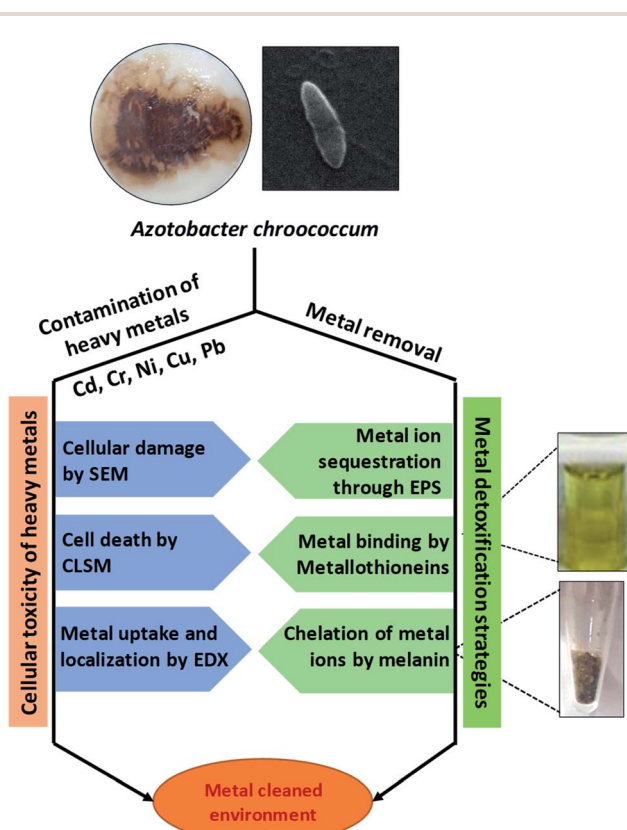 Azotobacter chroococcum
Contamination of
heavy metals
Cd, Cr, Ni, Cu, Pb
Metal removal
Cellular toxicity of heavy metals
Cellular damage
by SEM
Cell death by
CLSM
Metal uptake and
localization by EDX
Metal ion
sequestration
through EPS
Metal binding by
Metallothioneins
Chelation of metal
ions by melanin
Metal detoxification strategies
Metal cleaned
environment